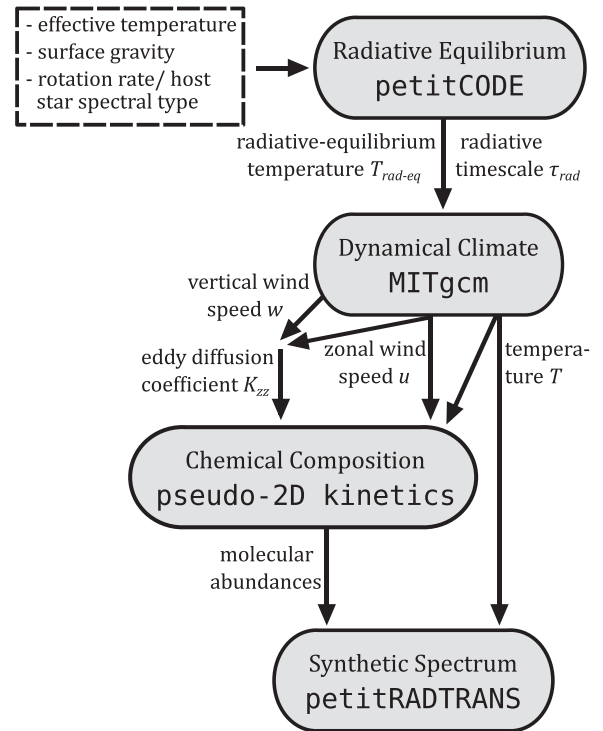 - effective temperature
- surface gravity
- rotation rate/ host
star spectral type
Radiative Equilibrium
petitCODE
radiative-equilibrium
temperature T_rad-eq
radiative
timescale τ_rad
Dynamical Climate
MITgcm
vertical wind
speed w
eddy diffusion
coefficient K_zz
zonal wind
speed u
tempera-
ture T
Chemical Composition
pseudo-2D kinetics
molecular
abundances
Synthetic Spectrum
petitRADTRANS